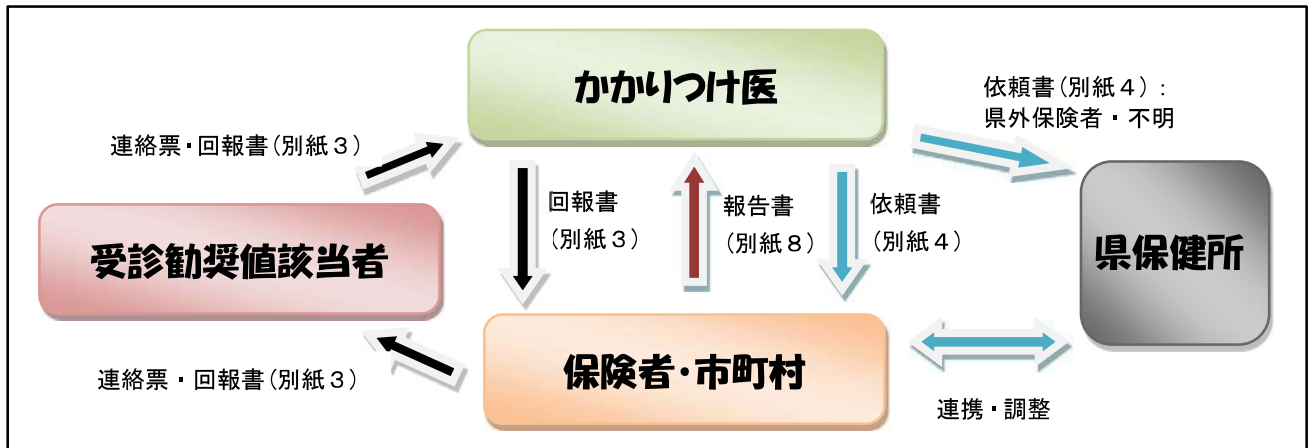 かかりつけ医
依頼書(別紙4):
県外保険者・不明
連絡票・回報書(別紙3)
回報書
(別紙3)
報告書
(別紙8)
依頼書
(別紙4)
受診勧奨値該当者
県保健所
保険者・市町村
連絡票・回報書(別紙3)
連携・調整